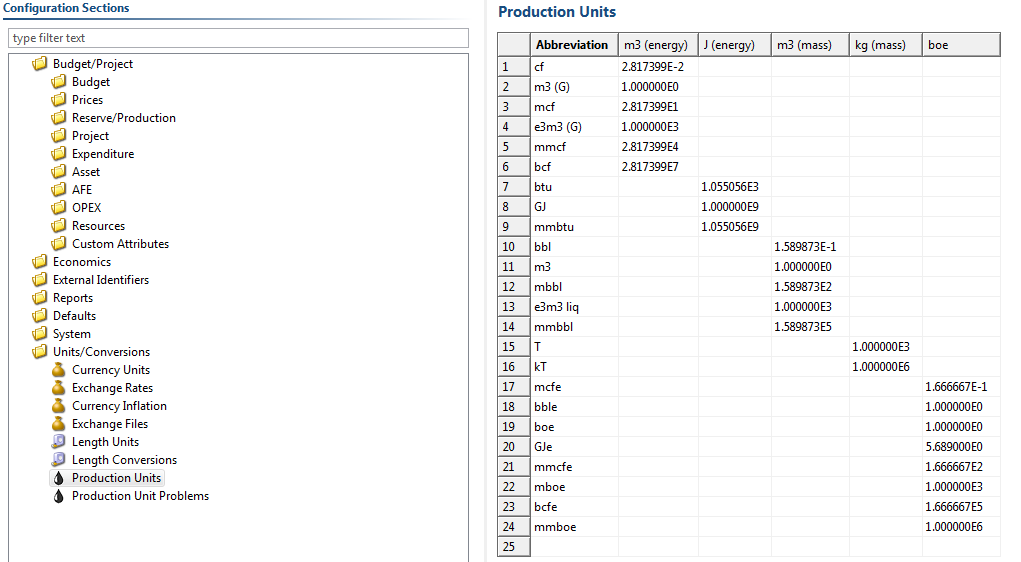 Configuration Sections
type filter text
Budget/Project
Budget
Prices
Reserve/Production
Project
Expenditure
Asset
AFE
OPEX
Resources
Custom Attributes
Economics
External Identifiers
Reports
Defaults
System
Units/Conversions
Currency Units
Exchange Rates
Currency Inflation
Exchange Files
Length Units
Length Conversions
Production Units
Production Unit Problems
Production Units
Abbreviation m3 (energy) J (energy) m3 (mass) kg (mass) boe
1 cf 2.817399E-2
2 m3 (G) 1.000000E0
3 mcf 2.817399E1
4 e3m3 (G) 1.000000E3
5 mmcf 2.817399E4
6 bcf 2.817399E7
7 btu 1.055056E3
8 GJ 1.000000E9
9 mmbtu 1.055056E9
10 bbl 1.589873E-1
11 m3 1.000000E0
12 mbbl 1.589873E2
13 e3m3 liq 1.000000E3
14 mmbbl 1.589873E5
15 T 1.000000E3
16 kT 1.000000E6
17 mcfe 1.666667E-1
18 bble 1.000000E0
19 boe 1.000000E0
20 GJe 5.689000E0
21 mmcfe 1.666667E2
22 mboe 1.000000E3
23 bcfe 1.666667E5
24 mmboe 1.000000E6
25